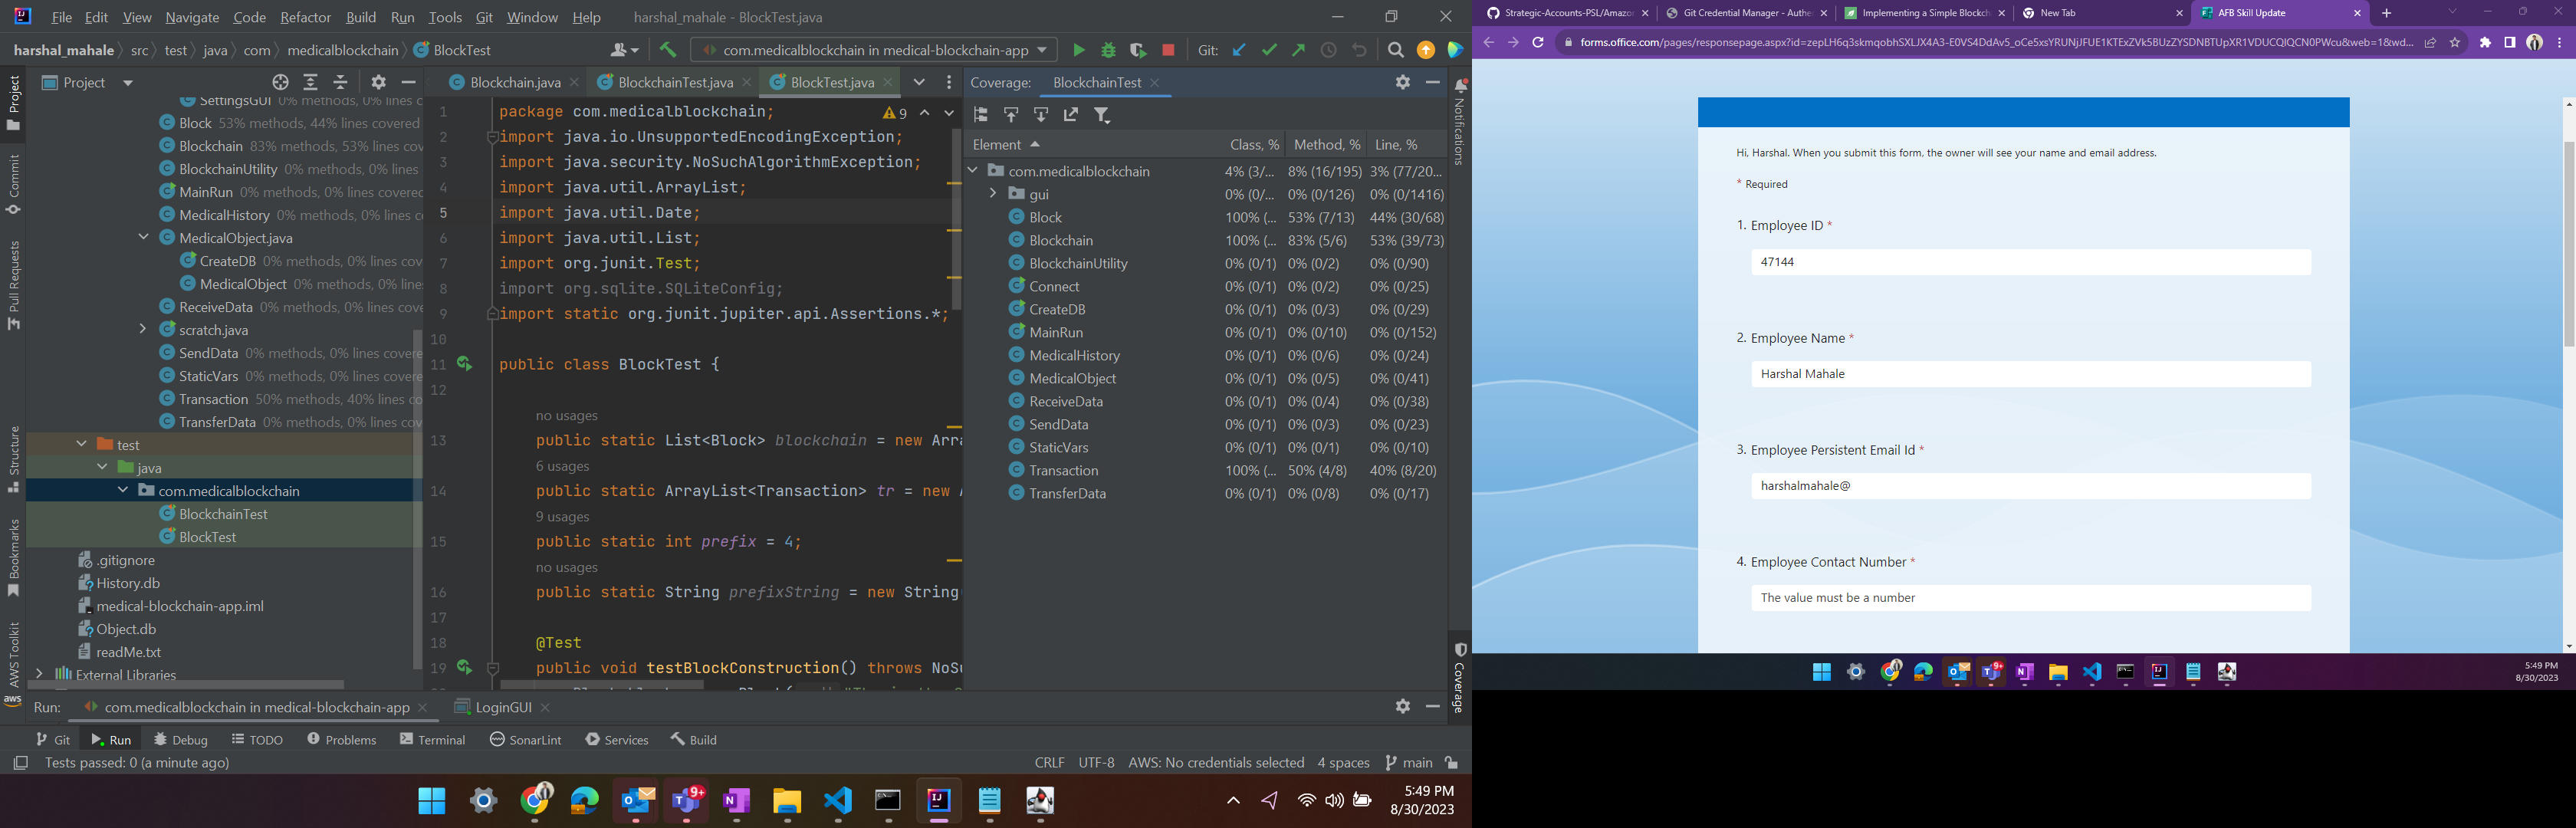 File Edit View Navigate Code Refactor Build Run Tools Git Window Help harshal_mahale - BlockTest.java
harshal_mahale src test java com medicalblockchain BlockTest
com.medicalblockchain in medical-blockchain-app
Git:
Project
Commit
Pull Requests
Structure
Bookmarks
AWS Toolkit
aws
Project
SettingsGUI 0% methods, 0% lines c
Block 53% methods, 44% lines covered
Blockchain 83% methods, 53% lines cov
BlockchainUtility 0% methods, 0% lines
MainRun 0% methods, 0% lines covered
MedicalHistory 0% methods, 0% lines c
MedicalObject.java
CreateDB 0% methods, 0% lines cov
MedicalObject 0% methods, 0% line
ReceiveData 0% methods, 0% lines cov
scratch.java
SendData 0% methods, 0% lines covere
StaticVars 0% methods, 0% lines covere
Transaction 50% methods, 40% lines co
TransferData 0% methods, 0% lines cov
test
java
com.medicalblockchain
BlockchainTest
BlockTest
.gitignore
History.db
medical-blockchain-app.iml
Object.db
readMe.txt
External Libraries
Blockchain.java BlockchainTest.java BlockTest.java
9
1 package com.medicalblockchain;
2 import java.io.UnsupportedEncodingException;
3 import java.security.NoSuchAlgorithmException;
4 import java.util.ArrayList;
5 import java.util.Date;
6 import java.util.List;
7 import org.junit.Test;
8 import org.sqlite.SQLiteConfig;
9 import static org.junit.jupiter.api.Assertions.*;
10
11 public class BlockTest {
12
no usages
13 public static List<Block> blockchain = new Arra
6 usages
14 public static ArrayList<Transaction> tr = new A
9 usages
15 public static int prefix = 4;
no usages
16 public static String prefixString = new String
17
18 @Test
19 public void testBlockConstruction() throws NoSu
Coverage: BlockchainTest
Element Class, % Method, % Line, %
com.medicalblockchain 4% (3/... 8% (16/195) 3% (77/20...
gui 0% (0/... 0% (0/126) 0% (0/1416)
Block 100% (... 53% (7/13) 44% (30/68)
Blockchain 100% (... 83% (5/6) 53% (39/73)
BlockchainUtility 0% (0/1) 0% (0/2) 0% (0/90)
Connect 0% (0/1) 0% (0/2) 0% (0/25)
CreateDB 0% (0/1) 0% (0/3) 0% (0/29)
MainRun 0% (0/1) 0% (0/10) 0% (0/152)
MedicalHistory 0% (0/1) 0% (0/6) 0% (0/24)
MedicalObject 0% (0/1) 0% (0/5) 0% (0/41)
ReceiveData 0% (0/1) 0% (0/4) 0% (0/38)
SendData 0% (0/1) 0% (0/3) 0% (0/23)
StaticVars 0% (0/1) 0% (0/1) 0% (0/10)
Transaction 100% (... 50% (4/8) 40% (8/20)
TransferData 0% (0/1) 0% (0/8) 0% (0/17)
Notifications
Coverage
Run: com.medicalblockchain in medical-blockchain-app LoginGUI
Git Run Debug TODO Problems Terminal SonarLint Services Build
Tests passed: 0 (a minute ago)
CRLF UTF-8 AWS: No credentials selected 4 spaces main
9+
5:49 PM
8/30/2023
Strategic-Accounts-PSL/Amazo Git Credential Manager - Authe Implementing a Simple Blockch New Tab AFB Skill Update
forms.office.com/pages/responsepage.aspx?id=zepLH6q3skmqobhSXLJX4A3-E0VS4DdAv5_oCe5xsYRUNjJFUE1KTExZVk5BUzZYSDNBTUpXR1VDUCQlQCN0PWcu&web=1&wd...
Hi, Harshal. When you submit this form, the owner will see your name and email address.
* Required
1. Employee ID *
47144
2. Employee Name *
Harshal Mahale
3. Employee Persistent Email Id *
harshalmahale@
4. Employee Contact Number *
The value must be a number
9+
5:49 PM
8/30/2023